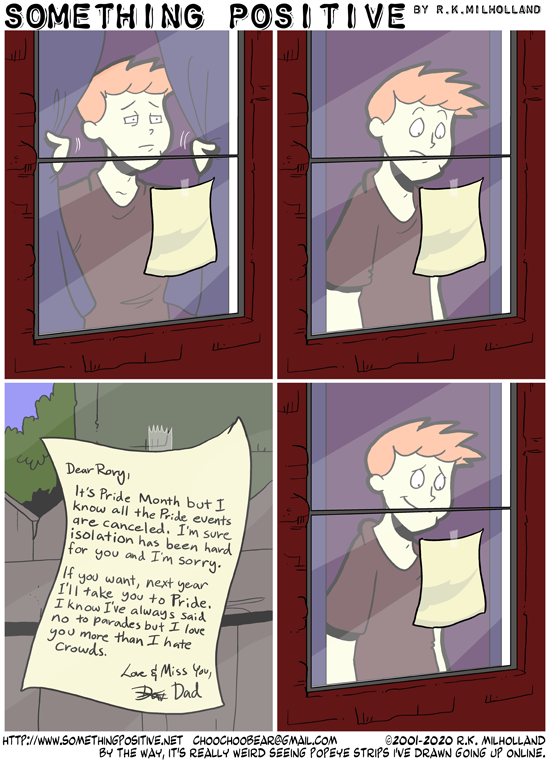 SOMETHING POSITIVE BY R.K.MILHOLLAND
Dear Rory,
It's Pride Month but I
know all the Pride events
are canceled. I'm sure
isolation has been hard
for you and I'm sorry.
If you want, next year
I'll take you to Pride.
I know I've always said
no to parades but I love
you more than I hate
crowds.
Love & Miss You,
Dad
HTTP://WWW.SOMETHINGPOSITIVE.NET CHOOCHOOBEAR@GMAIL.COM ©2001-2020 R.K. MILHOLLAND
BY THE WAY, IT'S REALLY WEIRD SEEING POPEYE STRIPS I'VE DRAWN GOING UP ONLINE.